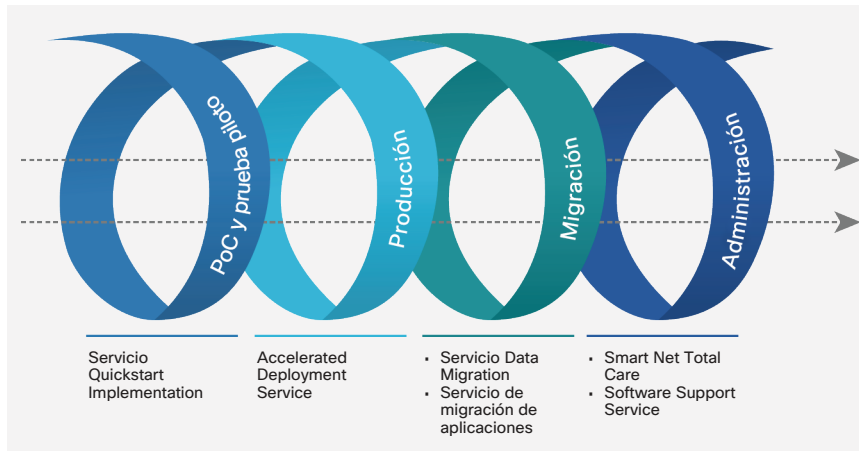 PoC y prueba piloto
Producción
Migración
Administración
Servicio
Quickstart
Implementation
Accelerated
Deployment
Service
• Servicio Data
Migration
• Servicio de
migración de
aplicaciones
• Smart Net Total
Care
• Software Support
Service